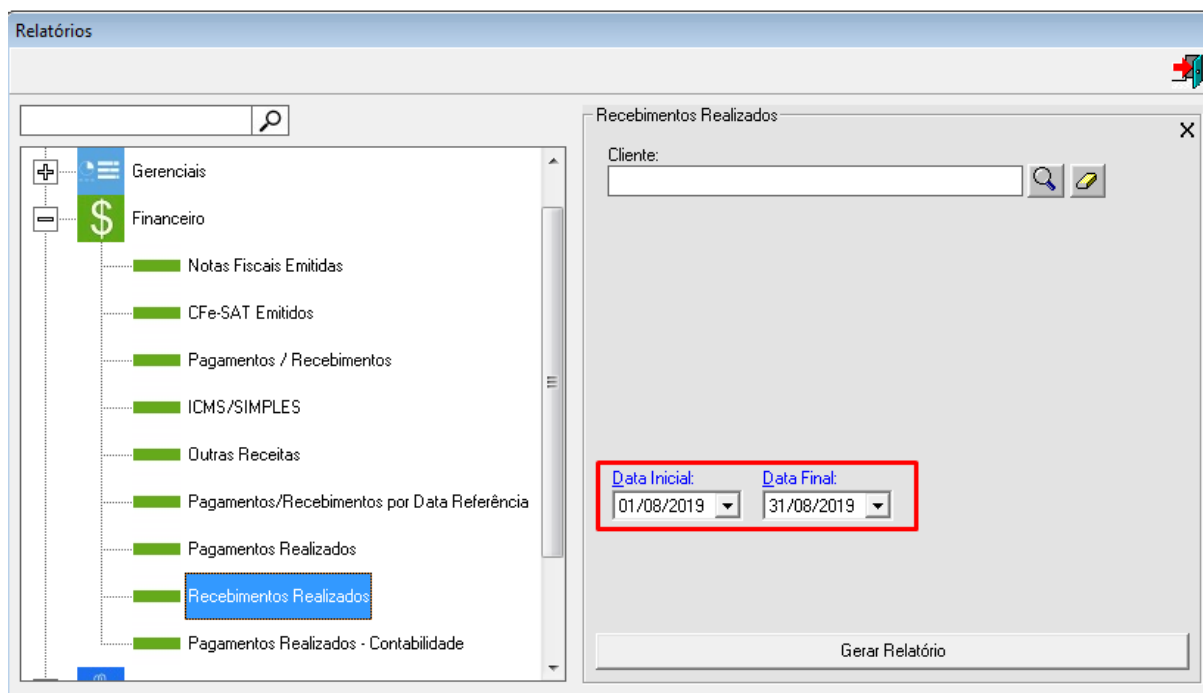 Relatórios
Gerenciais
Financeiro
Notas Fiscais Emitidas
CFe-SAT Emitidos
Pagamentos / Recebimentos
ICMS/SIMPLES
Outras Receitas
Pagamentos/Recebimentos por Data Referência
Pagamentos Realizados
Recebimentos Realizados
Pagamentos Realizados - Contabilidade
Recebimentos Realizados
Cliente:
Data Inicial: Data Final:
01/08/2019 31/08/2019
Gerar Relatório